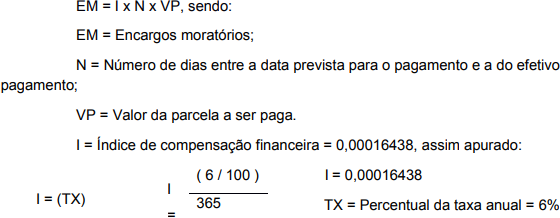 EM = I x N x VP, sendo:
EM = Encargos moratórios;
N = Número de dias entre a data prevista para o pagamento e a do efetivo
pagamento;
VP = Valor da parcela a ser paga.
I = Índice de compensação financeira = 0,00016438, assim apurado:
I = (TX)
I
=
( 6 / 100 )
365
I = 0,00016438
TX = Percentual da taxa anual = 6%